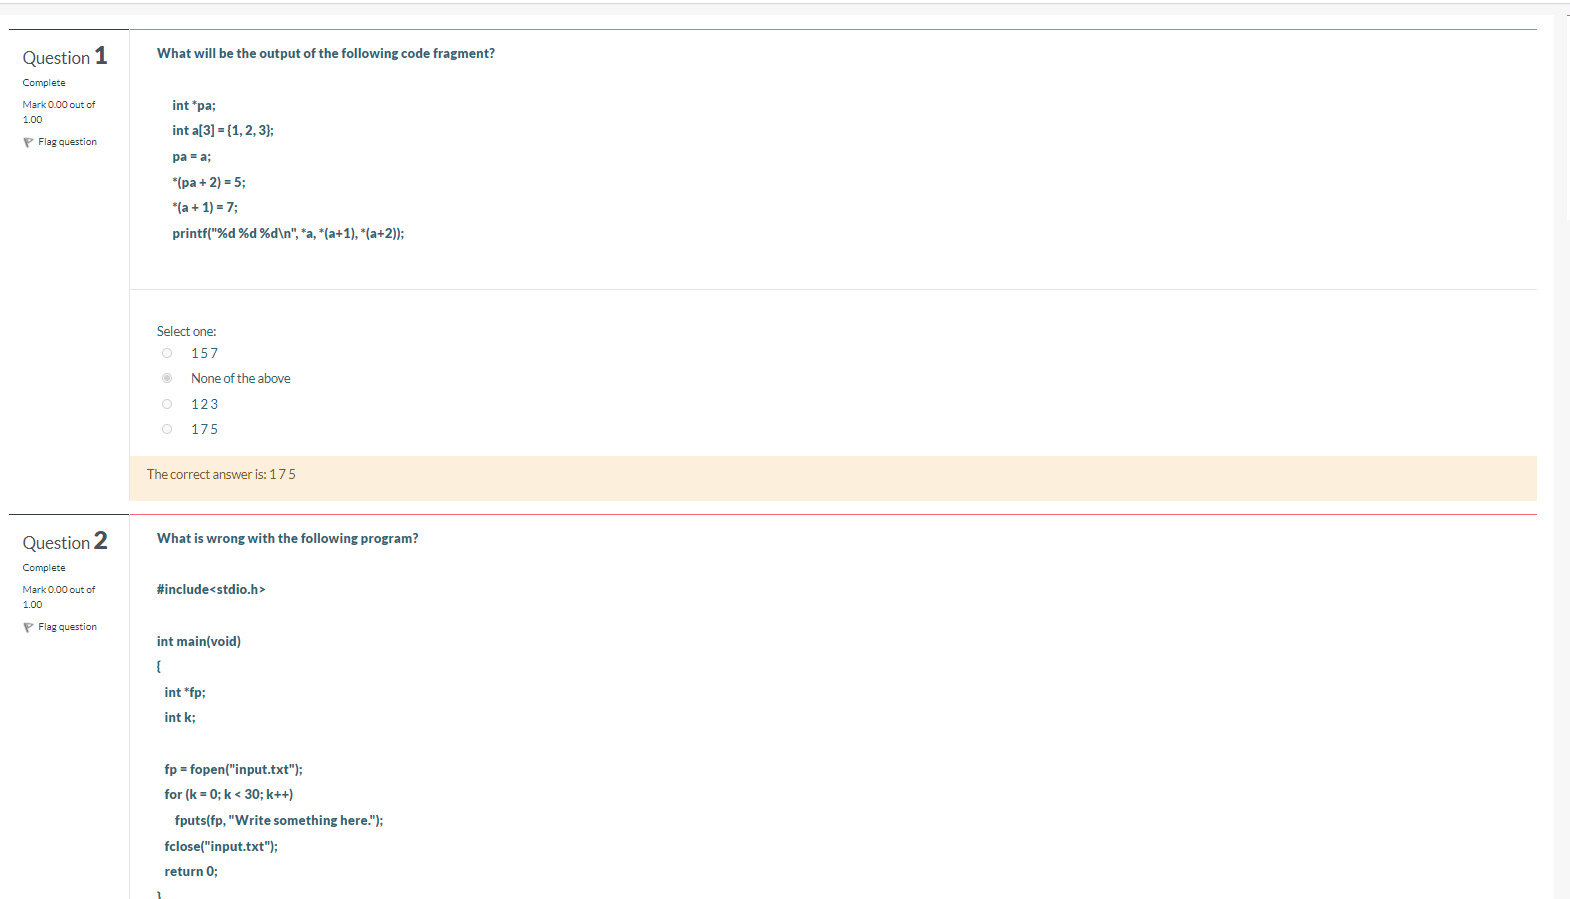 Question 1
Complete
Mark 0.00 out of
1.00
Flag question
What will be the output of the following code fragment?
int *pa;
int a[3] = {1, 2, 3};
pa = a;
*(pa + 2) = 5;
*(a + 1) = 7;
printf("%d %d %d\n", *a, *(a+1), *(a+2));
Select one:
1 5 7
None of the above
1 2 3
1 7 5
The correct answer is: 1 7 5
Question 2
Complete
Mark 0.00 out of
1.00
Flag question
What is wrong with the following program?
#include<stdio.h>
int main(void)
{
int *fp;
int k;
fp = fopen("input.txt");
for (k = 0; k < 30; k++)
fputs(fp, "Write something here.");
fclose("input.txt");
return 0;
}